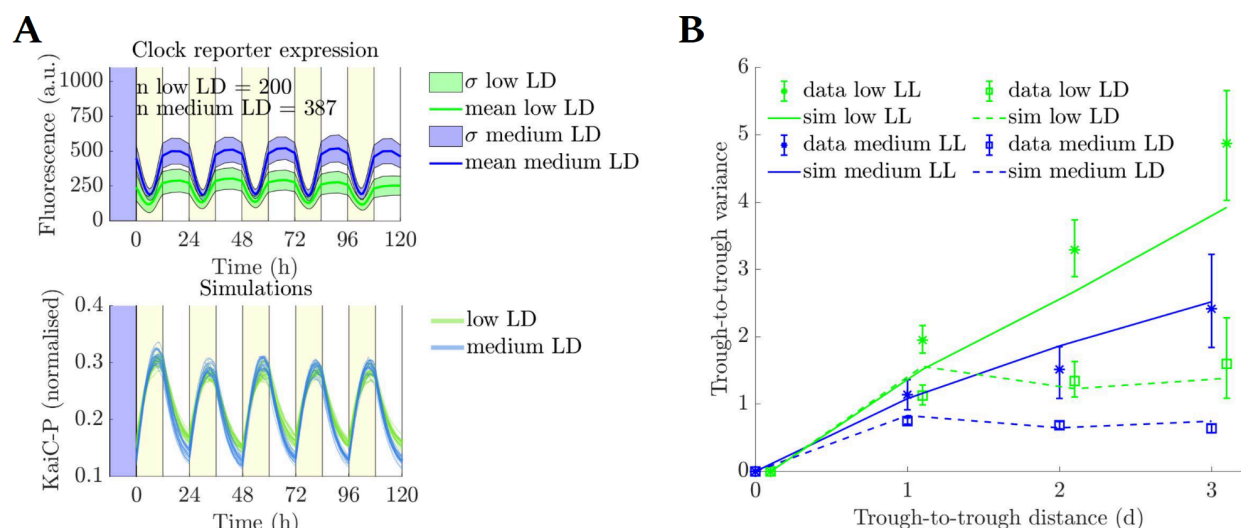 A
Clock reporter expression
1000
750
500
250
0
Fluorescence (a.u.)
n low LD = 200
n medium LD = 387
0 24 48 72 96 120
Time (h)
σ low LD
mean low LD
σ medium LD
mean medium LD
Simulations
0.4
0.3
0.2
0.1
KaiC-P (normalised)
0 24 48 72 96 120
Time (h)
low LD
medium LD
B
6
5
4
3
2
1
0
Trough-to-trough variance
data low LL
sim low LL
data medium LL
sim medium LL
data low LD
sim low LD
data medium LD
sim medium LD
0 1 2 3
Trough-to-trough distance (d)